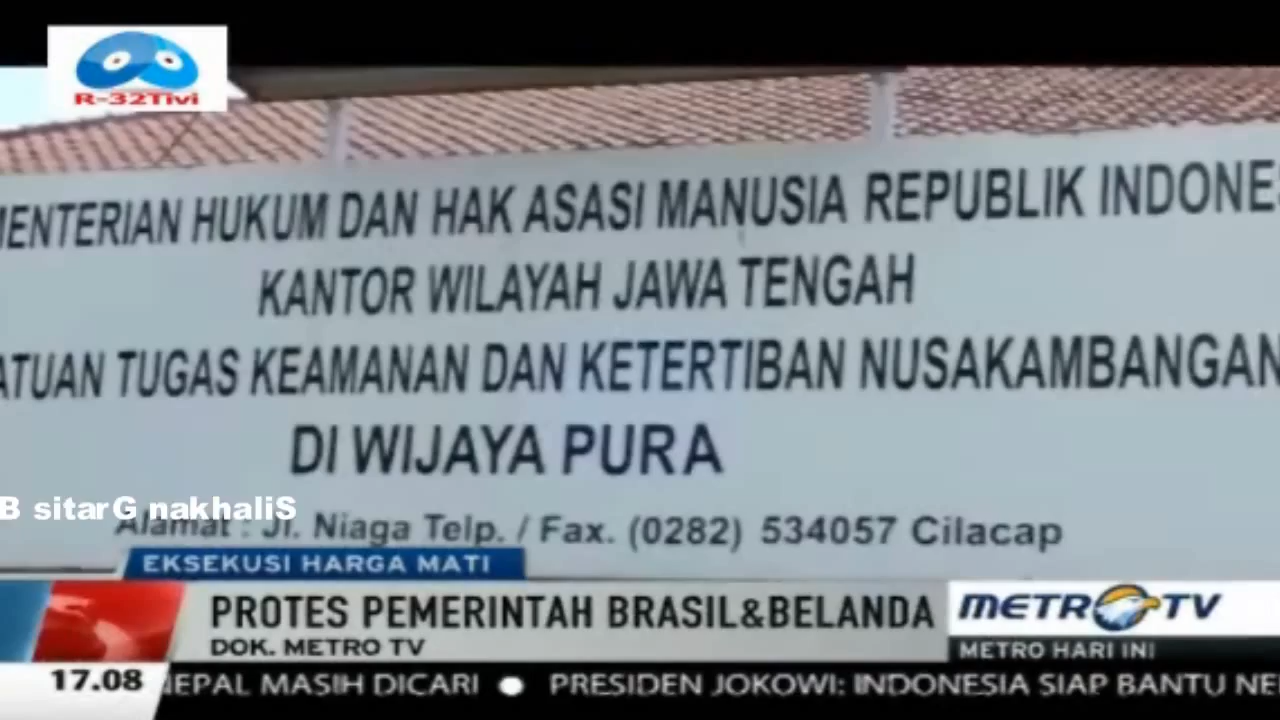 R-32Tivi
MENTERIAN HUKUM DAN HAK ASASI MANUSIA REPUBLIK INDONE
KANTOR WILAYAH JAWA TENGAH
ATUAN TUGAS KEAMANAN DAN KETERTIBAN NUSAKAMBANGAN
DI WIJAYA PURA
B sitarG nakhaliS
Alamat : Jl. Niaga Telp. / Fax. (0282) 534057 Cilacap
EKSEKUSI HARGA MATI
PROTES PEMERINTAH BRASIL&BELANDA
DOK. METRO TV
METRO TV
METRO HARI INI
17.08 NEPAL MASIH DICARI ● PRESIDEN JOKOWI: INDONESIA SIAP BANTU NE